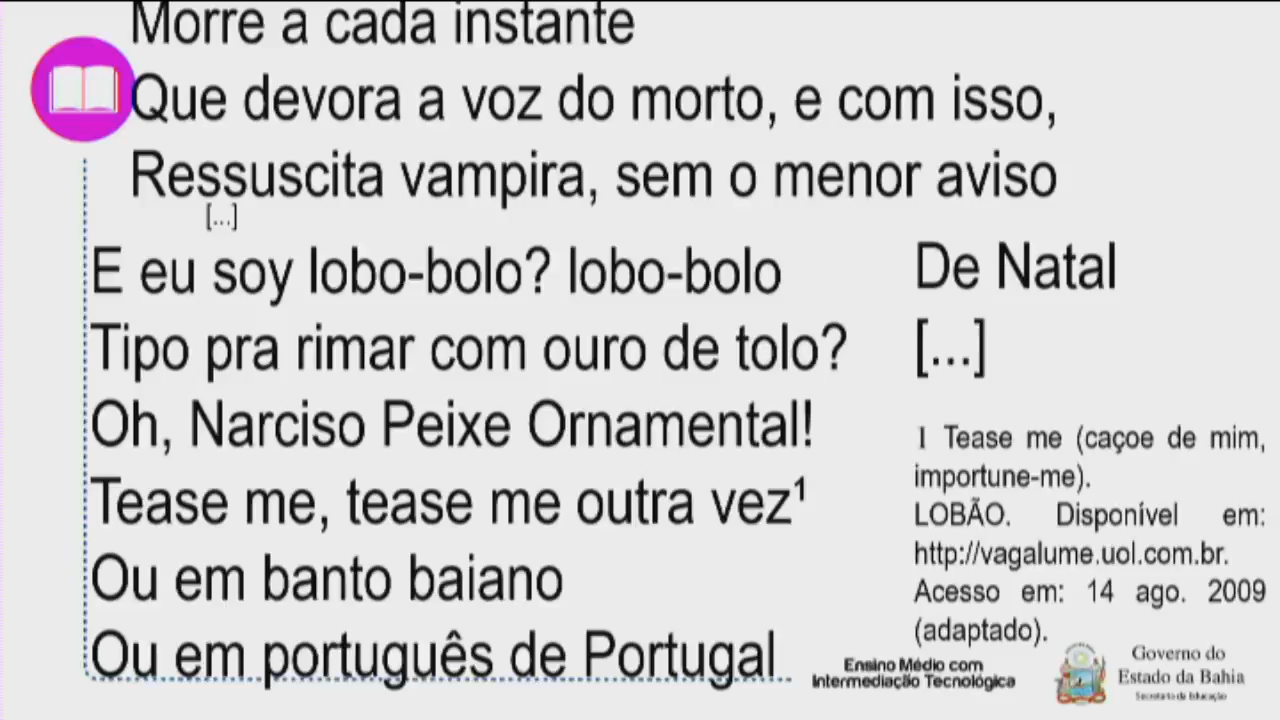 Morre a cada instante
Que devora a voz do morto, e com isso,
Ressuscita vampira, sem o menor aviso
[...]
E eu soy lobo-bolo? lobo-bolo
Tipo pra rimar com ouro de tolo?
Oh, Narciso Peixe Ornamental!
Tease me, tease me outra vez¹
Ou em banto baiano
Ou em português de Portugal
De Natal
[...]
1 Tease me (caçoe de mim,
importune-me).
LOBÃO. Disponível em:
http://vagalume.uol.com.br.
Acesso em: 14 ago. 2009
(adaptado).
Ensino Médio com
Intermediação Tecnológica
Governo do
Estado da Bahia
Secretaria da Educação